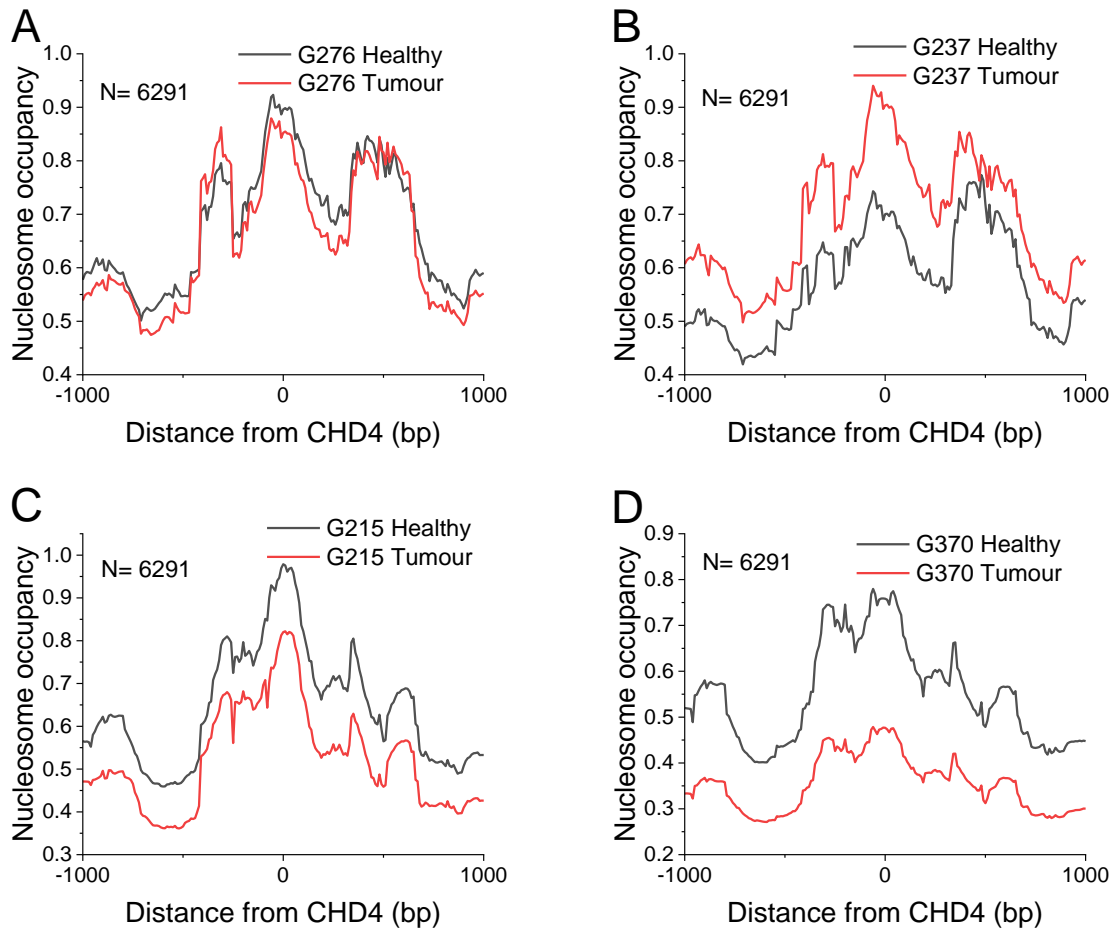 A
G276 Healthy
G276 Tumour
N= 6291
Nucleosome occupancy
1.0
0.9
0.8
0.7
0.6
0.5
0.4
-1000
0
1000
Distance from CHD4 (bp)
B
G237 Healthy
G237 Tumour
N= 6291
Nucleosome occupancy
1.0
0.9
0.8
0.7
0.6
0.5
0.4
-1000
0
1000
Distance from CHD4 (bp)
C
G215 Healthy
G215 Tumour
N= 6291
Nucleosome occupancy
1.0
0.9
0.8
0.7
0.6
0.5
0.4
0.3
-1000
0
1000
Distance from CHD4 (bp)
D
G370 Healthy
G370 Tumour
N= 6291
Nucleosome occupancy
0.9
0.8
0.7
0.6
0.5
0.4
0.3
0.2
-1000
0
1000
Distance from CHD4 (bp)